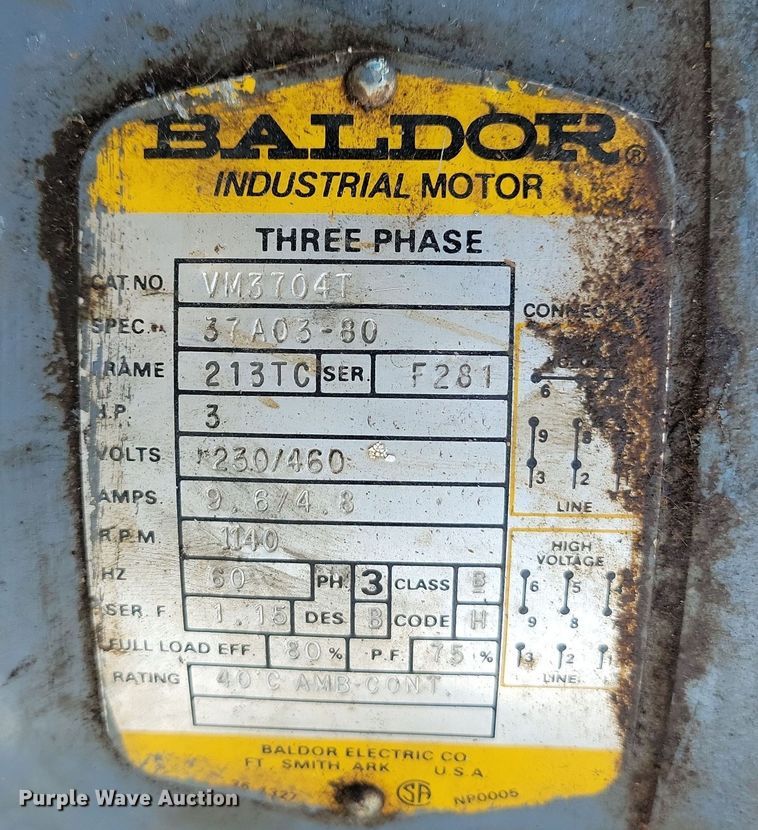 BALDOR®
INDUSTRIAL MOTOR
THREE PHASE
CAT.NO. VM3704T
SPEC. 37A03-80
FRAME 213TC SER. F281
H.P. 3
VOLTS 230/460
AMPS. 9.6/4.8
R.P.M. 1140
HZ 60 PH. 3 CLASS B
SER. F. 1.15 DES. B CODE H
FULL LOAD EFF. 80 % P.F. 75 %
RATING 40 C AMB-CONT
6
9 8
3 2
LINE
HIGH
VOLTAGE
6 5
9 8
3 2 1
LINE
BALDOR ELECTRIC CO
FT. SMITH, ARK U.S.A.
SA
NP0005
Purple Wave Auction